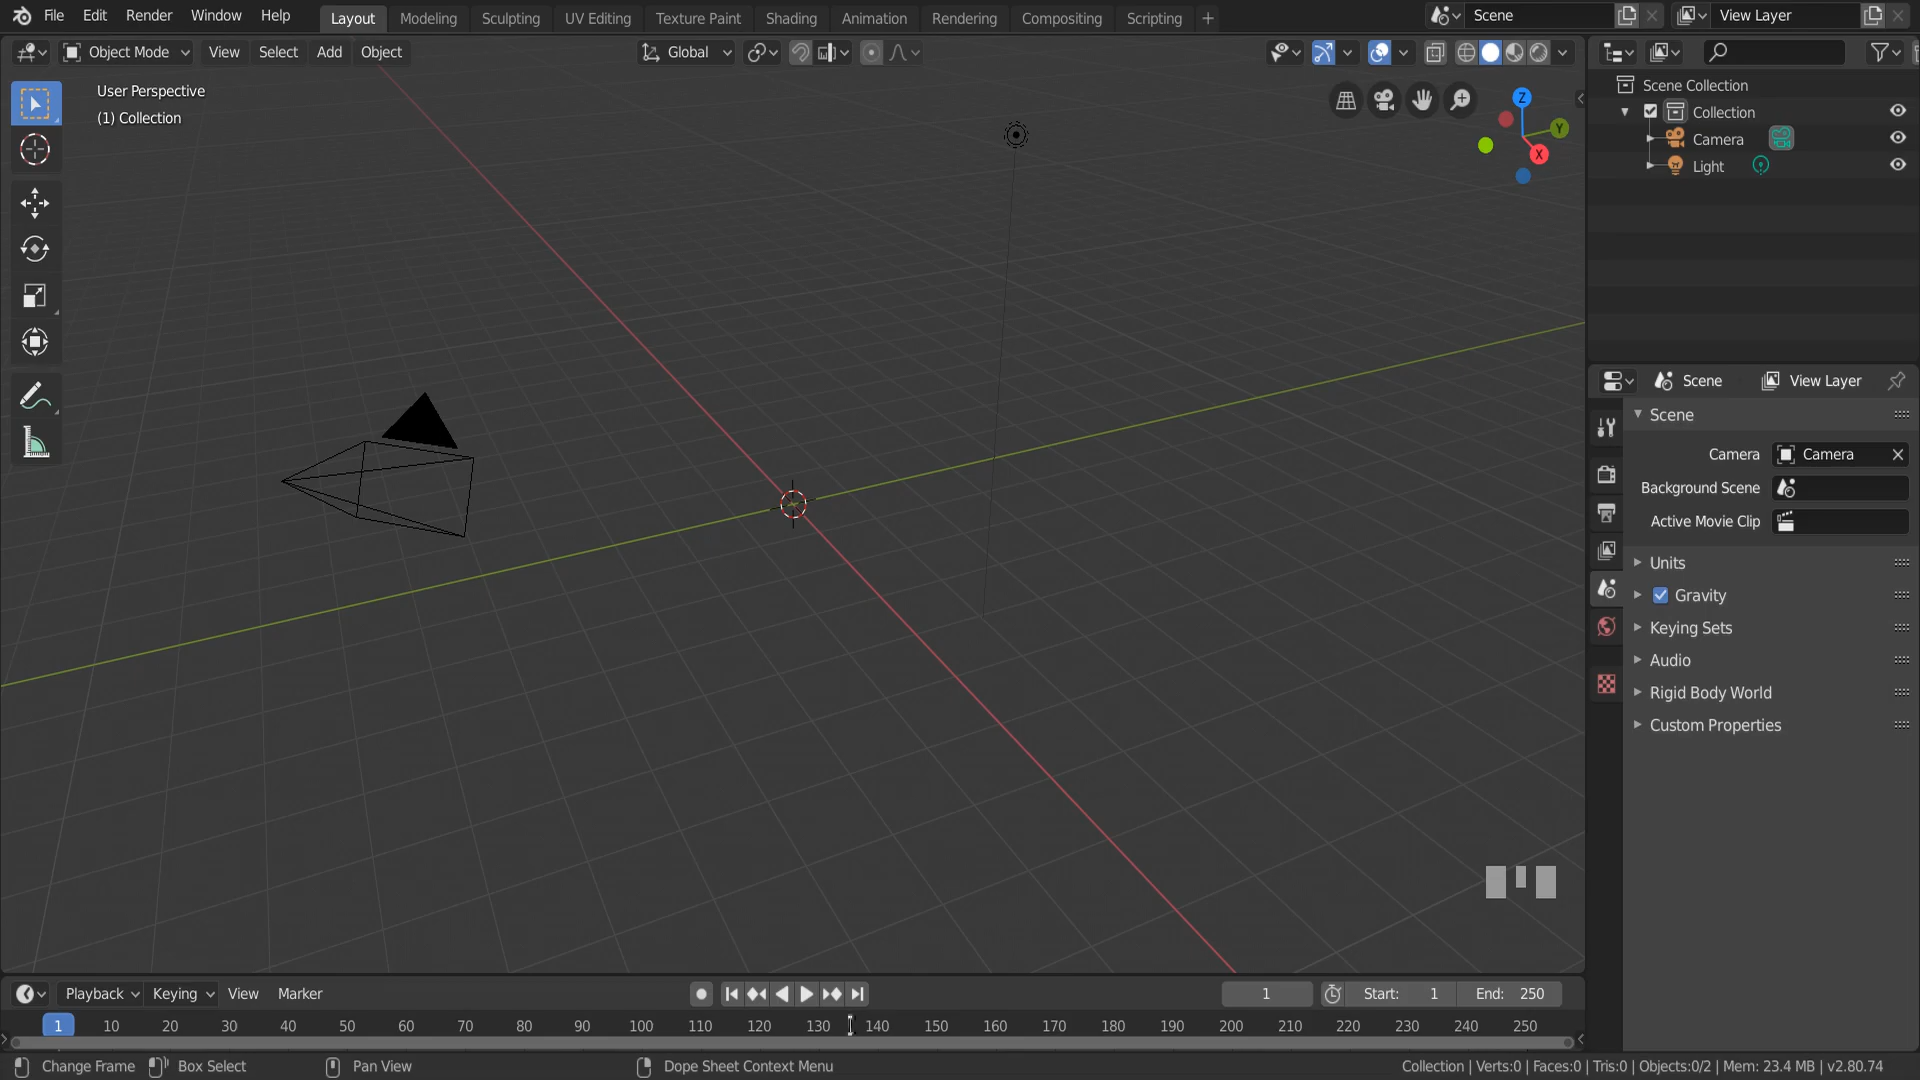 File Edit Render Window Help Layout Modeling Sculpting UV Editing Texture Paint Shading Animation Rendering Compositing Scripting + Scene View Layer
Object Mode View Select Add Object Global
User Perspective
(1) Collection
Z
Y
X
Scene Collection
Collection
Camera
Light
Scene View Layer
Scene
Camera Camera
Background Scene
Active Movie Clip
Units
Gravity
Keying Sets
Audio
Rigid Body World
Custom Properties
Playback Keying View Marker 1 Start: 1 End: 250
1 10 20 30 40 50 60 70 80 90 100 110 120 130 140 150 160 170 180 190 200 210 220 230 240 250
Change Frame Box Select Pan View Dope Sheet Context Menu Collection | Verts:0 | Faces:0 | Tris:0 | Objects:0/2 | Mem: 23.4 MB | v2.80.74